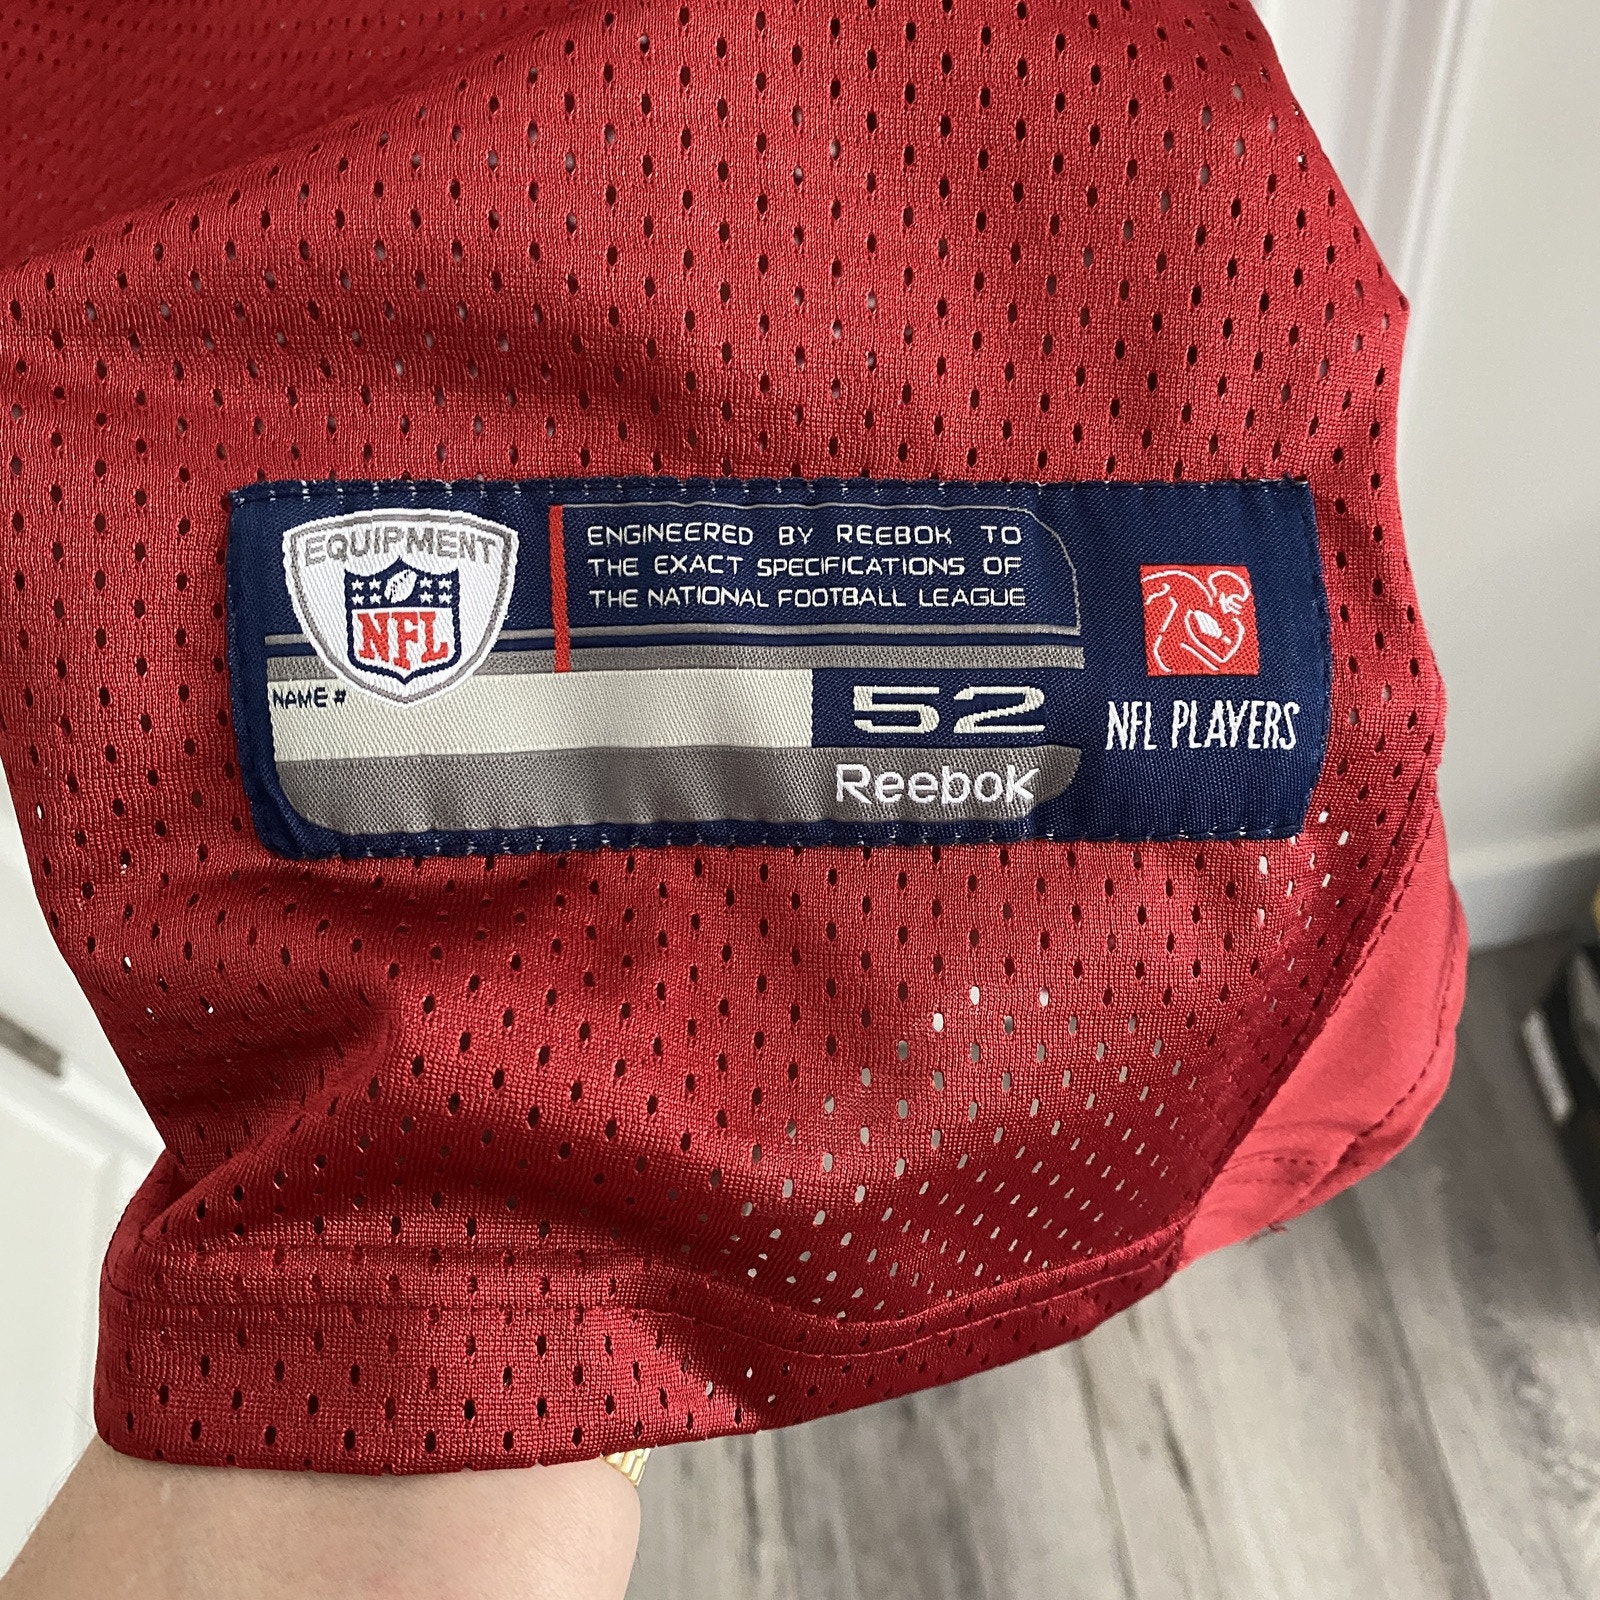 EQUIPMENT
NFL
ENGINEERED BY REEBOK TO
THE EXACT SPECIFICATIONS OF
THE NATIONAL FOOTBALL LEAGUE
NAME #
52
Reebok
NFL PLAYERS